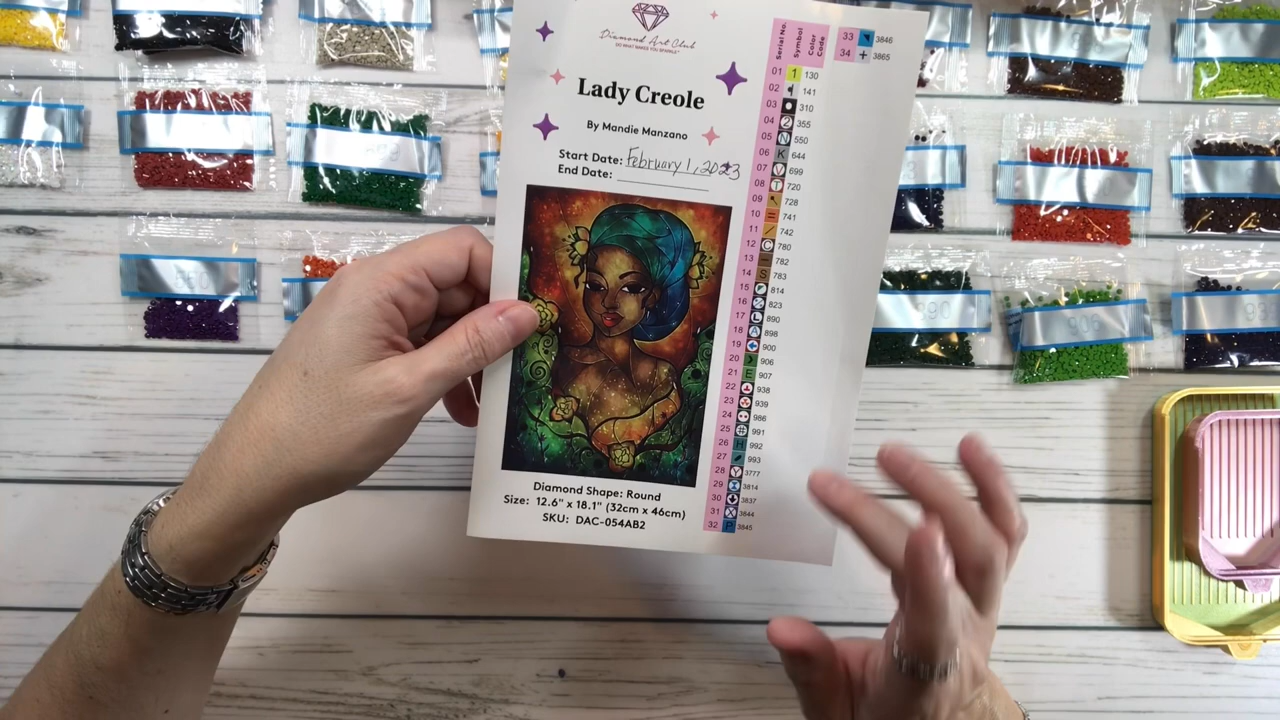 Diamond Art Club
DO WHAT MAKES YOU SPARKLE
Lady Creole
By Mandie Manzano
Start Date: February 1, 2023
End Date:
Diamond Shape: Round
Size: 12.6" x 18.1" (32cm x 46cm)
SKU: DAC-054AB2
Serial No. Symbol Color Code
01 1 130
02 141
03 310
04 2 355
05 N 550
06 K 644
07 V 699
08 T 720
09 728
10 = 741
11 / 742
12 C 780
13 782
14 S 783
15 814
16 823
17 L 890
18 A 898
19 900
20 906
21 E 907
22 938
23 939
24 986
25 # 991
26 H 992
27 993
28 Y 3777
29 3814
30 3837
31 X 3844
32 P 3845
33 3846
34 + 3865
699
890
906
939